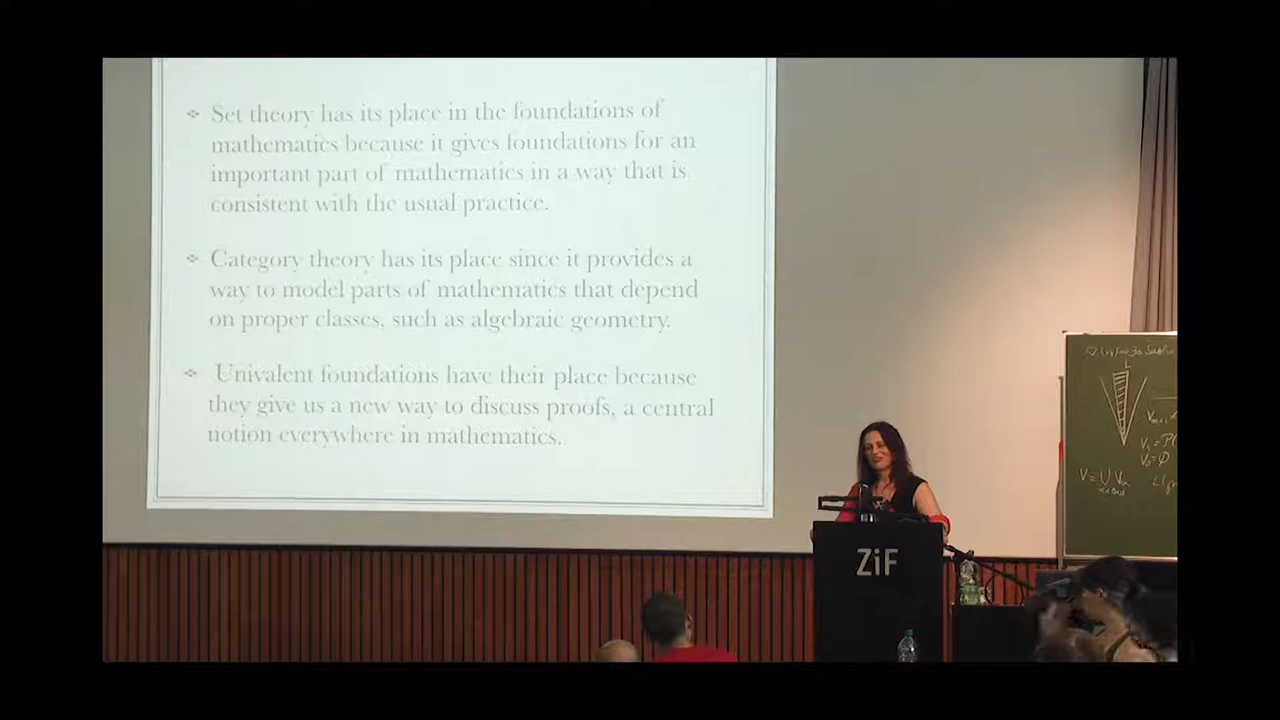 Set theory has its place in the foundations of
mathematics because it gives foundations for an
important part of mathematics in a way that is
consistent with the usual practice.
Category theory has its place since it provides a
way to model parts of mathematics that depend
on proper classes, such as algebraic geometry.
Univalent foundations have their place because
they give us a new way to discuss proofs, a central
notion everywhere in mathematics.
ZiF
L
V₀=∅